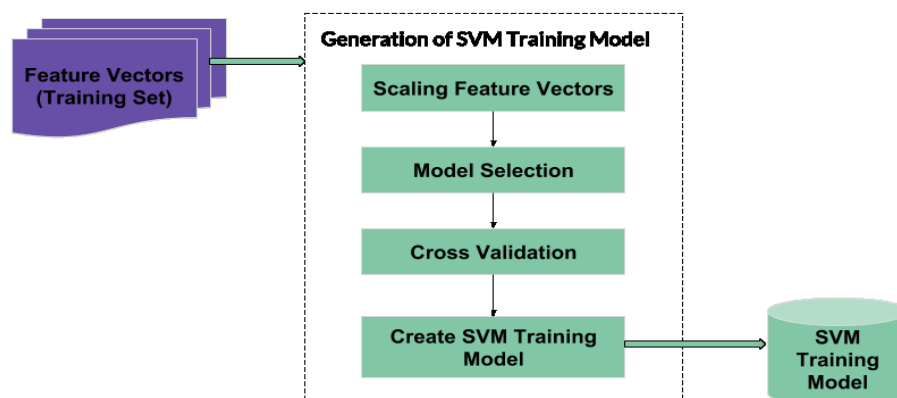 Generation of SVM Training Model
Feature Vectors
(Training Set)
Scaling Feature Vectors
Model Selection
Cross Validation
Create SVM Training
Model
SVM
Training
Model